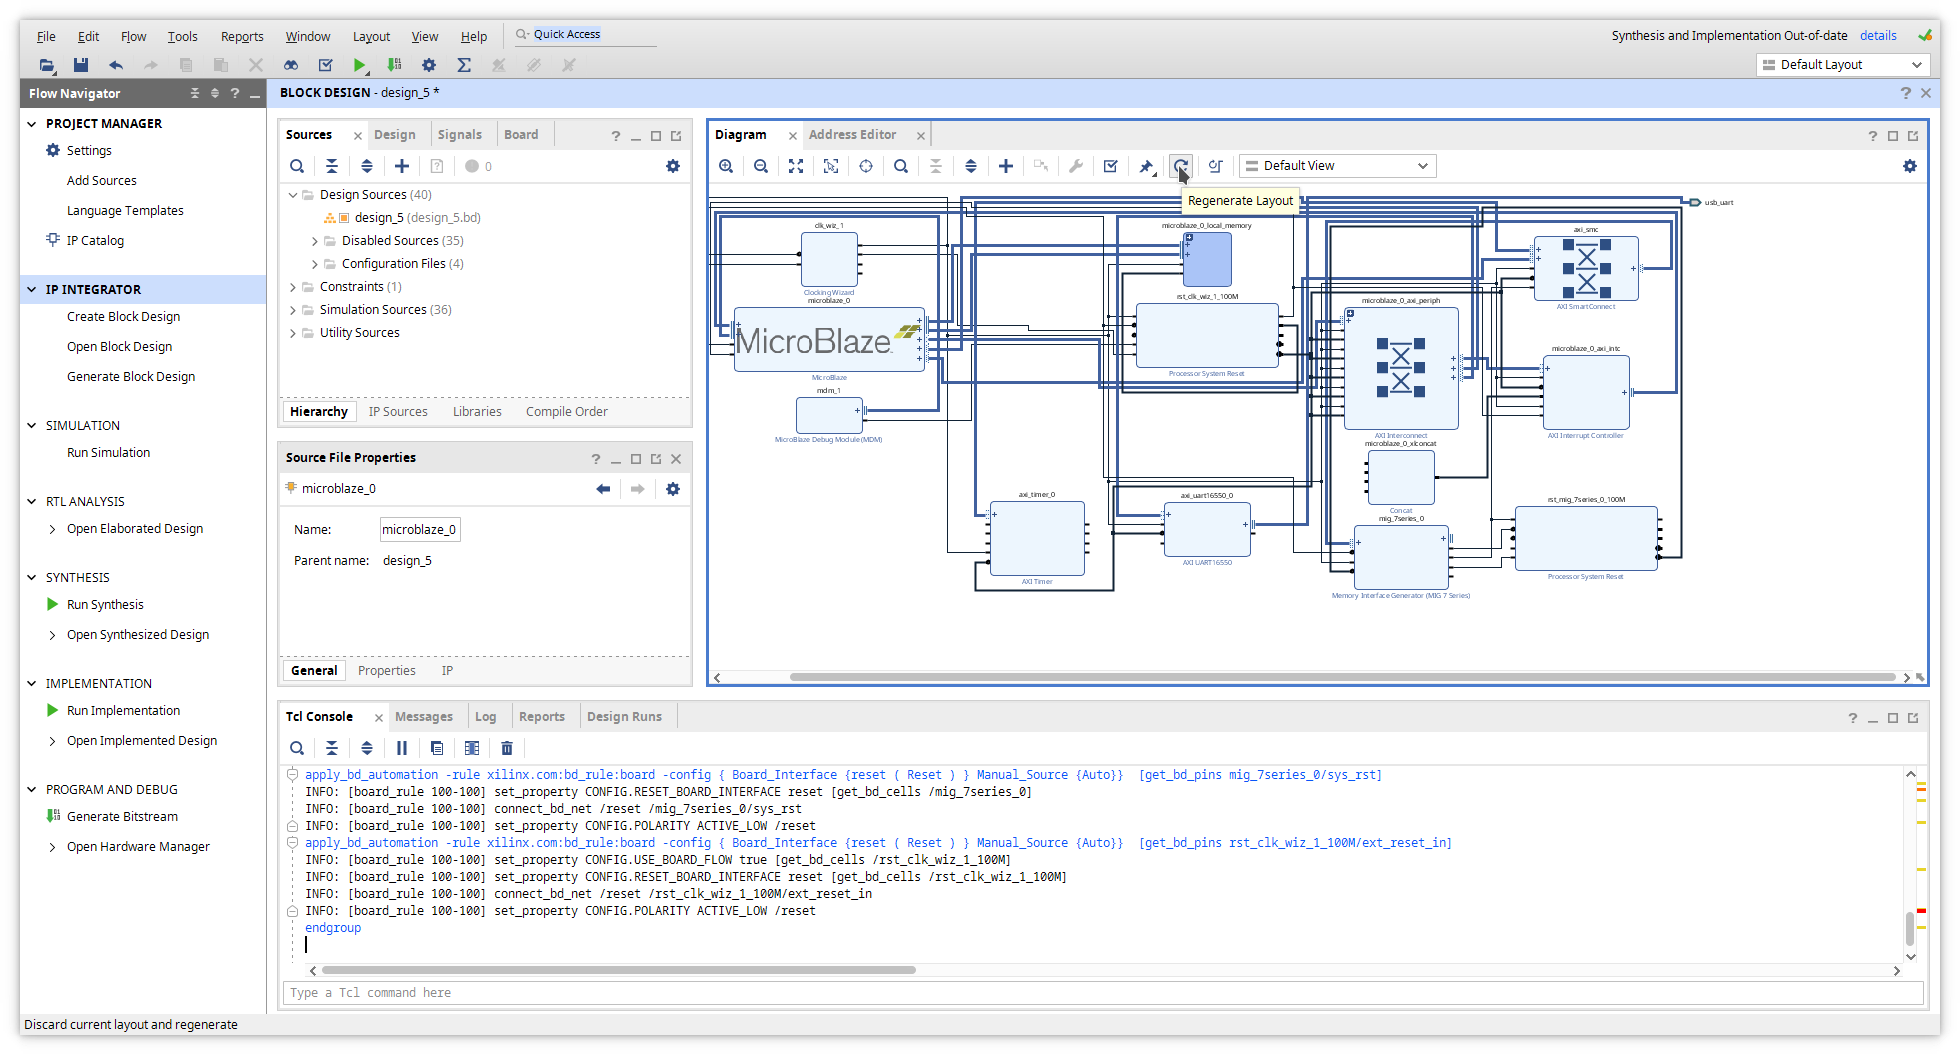 File Edit Flow Tools Reports Window Layout View Help Quick Access
Synthesis and Implementation Out-of-date details
Default Layout
Flow Navigator
PROJECT MANAGER
Settings
Add Sources
Language Templates
IP Catalog
IP INTEGRATOR
Create Block Design
Open Block Design
Generate Block Design
SIMULATION
Run Simulation
RTL ANALYSIS
Open Elaborated Design
SYNTHESIS
Run Synthesis
Open Synthesized Design
IMPLEMENTATION
Run Implementation
Open Implemented Design
PROGRAM AND DEBUG
Generate Bitstream
Open Hardware Manager
BLOCK DESIGN - design_5 *
Sources Design Signals Board
0
Design Sources (40)
design_5 (design_5.bd)
Disabled Sources (35)
Configuration Files (4)
Constraints (1)
Simulation Sources (36)
Utility Sources
Hierarchy IP Sources Libraries Compile Order
Source File Properties
microblaze_0
Name: microblaze_0
Parent name: design_5
General Properties IP
Diagram Address Editor
Default View
Regenerate Layout
usb_uart
clk_wiz_1
Clocking Wizard
microblaze_0
MicroBlaze
MicroBlaze
mdm_1
MicroBlaze Debug Module (MDM)
microblaze_0_local_memory
rst_clk_wiz_1_100M
Processor System Reset
axi_smc
AXI SmartConnect
microblaze_0_axi_periph
AXI Interconnect
microblaze_0_axi_intc
AXI Interrupt Controller
microblaze_0_xlconcat
Concat
axi_timer_0
AXI Timer
axi_uart16550_0
AXI UART16550
mig_7series_0
Memory Interface Generator (MIG 7 Series)
rst_mig_7series_0_100M
Processor System Reset
Tcl Console Messages Log Reports Design Runs
apply_bd_automation -rule xilinx.com:bd_rule:board -config { Board_Interface {reset ( Reset ) } Manual_Source {Auto}}  [get_bd_pins mig_7series_0/sys_rst]
INFO: [board_rule 100-100] set_property CONFIG.RESET_BOARD_INTERFACE reset [get_bd_cells /mig_7series_0]
INFO: [board_rule 100-100] connect_bd_net /reset /mig_7series_0/sys_rst
INFO: [board_rule 100-100] set_property CONFIG.POLARITY ACTIVE_LOW /reset
apply_bd_automation -rule xilinx.com:bd_rule:board -config { Board_Interface {reset ( Reset ) } Manual_Source {Auto}}  [get_bd_pins rst_clk_wiz_1_100M/ext_reset_in]
INFO: [board_rule 100-100] set_property CONFIG.USE_BOARD_FLOW true [get_bd_cells /rst_clk_wiz_1_100M]
INFO: [board_rule 100-100] set_property CONFIG.RESET_BOARD_INTERFACE reset [get_bd_cells /rst_clk_wiz_1_100M]
INFO: [board_rule 100-100] connect_bd_net /reset /rst_clk_wiz_1_100M/ext_reset_in
INFO: [board_rule 100-100] set_property CONFIG.POLARITY ACTIVE_LOW /reset
endgroup
Type a Tcl command here
Discard current layout and regenerate